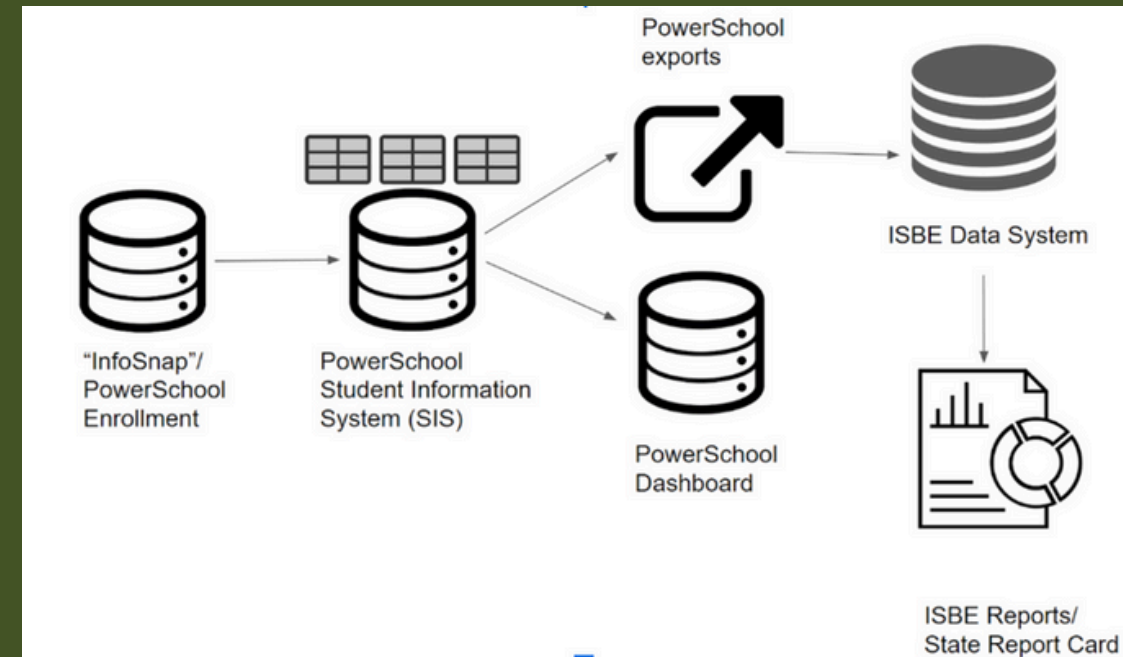 PowerSchool
exports
ISBE Data System
“InfoSnap”/
PowerSchool
Enrollment
PowerSchool
Student Information
System (SIS)
PowerSchool
Dashboard
ISBE Reports/
State Report Card